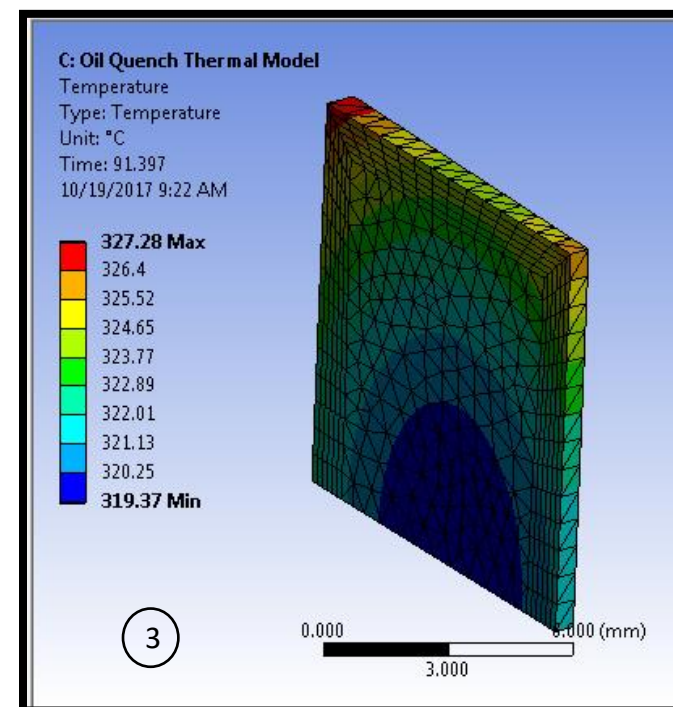 C: Oil Quench Thermal Model
Temperature
Type: Temperature
Unit: °C
Time: 91.397
10/19/2017 9:22 AM
327.28 Max
326.4
325.52
324.65
323.77
322.89
322.01
321.13
320.25
319.37 Min
3
0.000
6.000 (mm)
3.000